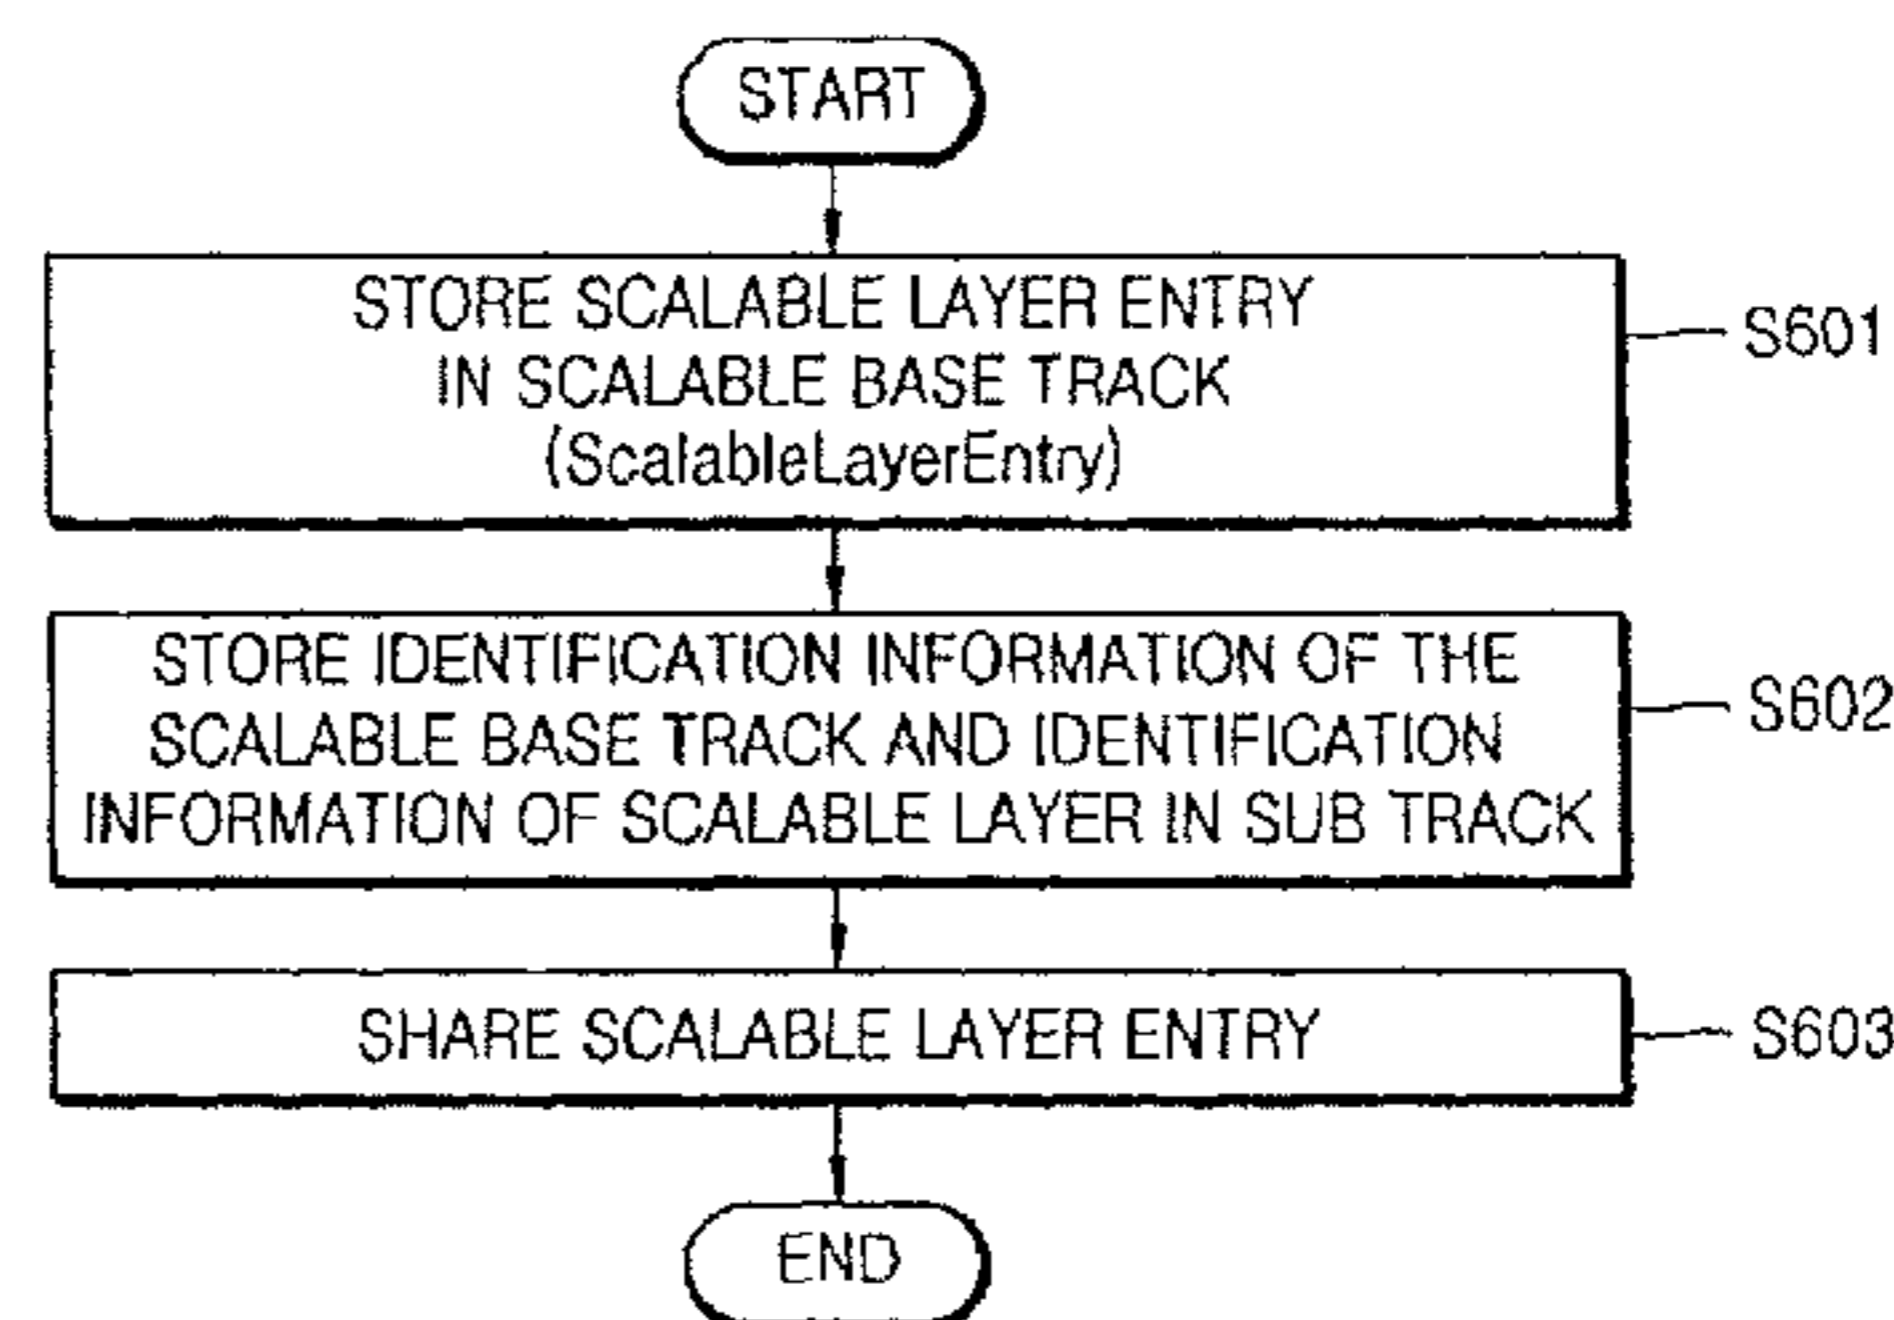 START
STORE SCALABLE LAYER ENTRY
IN SCALABLE BASE TRACK
(ScalableLayerEntry)
S601
STORE IDENTIFICATION INFORMATION OF THE
SCALABLE BASE TRACK AND IDENTIFICATION
INFORMATION OF SCALABLE LAYER IN SUB TRACK
S602
SHARE SCALABLE LAYER ENTRY
S603
END